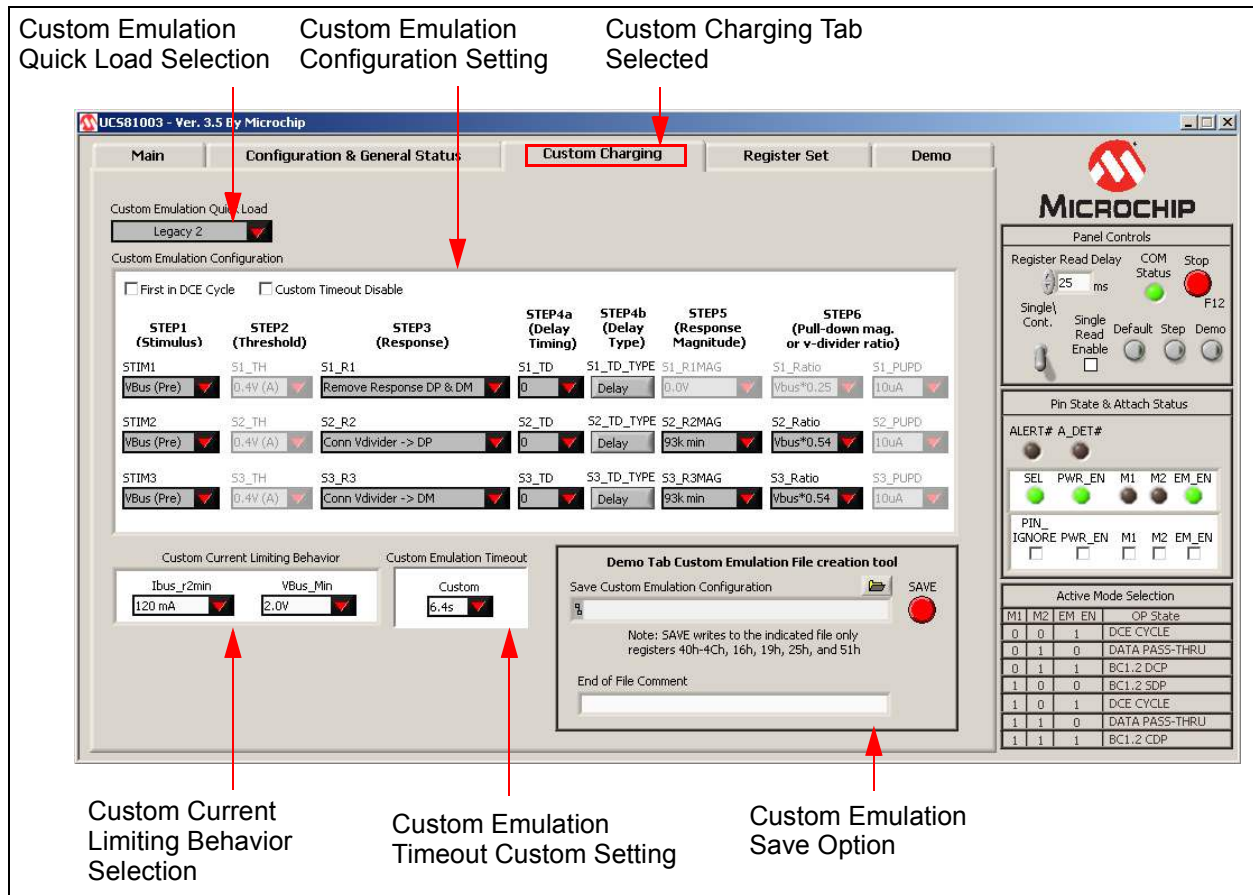 Custom Emulation
Quick Load Selection
Custom Emulation
Configuration Setting
Custom Charging Tab
Selected
UCS81003 - Ver. 3.5 By Microchip
Main
Configuration & General Status
Custom Charging
Register Set
Demo
Custom Emulation Quick Load
Legacy 2
Custom Emulation Configuration
First in DCE Cycle
Custom Timeout Disable
STEP1
(Stimulus)
STEP2
(Threshold)
STEP3
(Response)
STEP4a
(Delay
Timing)
STEP4b
(Delay
Type)
STEP5
(Response
Magnitude)
STEP6
(Pull-down mag.
or v-divider
ratio)
STIM1 S1_TH S1_R1 S1_TD S1_TD_TYPE S1_R1MAG S1_Ratio S1_PUPD
VBus (Pre) 0.4V (A) Remove Response DP & DM 0 Delay 0.0V Vbus*0.25 10uA
STIM2 S2_TH S2_R2 S2_TD S2_TD_TYPE S2_R2MAG S2_Ratio S2_PUPD
VBus (Pre) 0.4V (A) Conn Vdivider -> DP 0 Delay 93k min Vbus*0.54 10uA
STIM3 S3_TH S3_R3 S3_TD S3_TD_TYPE S3_R3MAG S3_Ratio S3_PUPD
VBus (Pre) 0.4V (A) Conn Vdivider -> DM 0 Delay 93k min Vbus*0.54 10uA
Custom Current Limiting Behavior
Ibus_r2min VBus_Min
120 mA 2.0V
Custom Emulation Timeout
Custom
6.4s
Demo Tab Custom Emulation File creation tool
Save Custom Emulation Configuration
SAVE
Note: SAVE writes to the indicated file only
registers 40h-4Ch, 16h, 19h, 25h, and 51h
End of File Comment
MICROCHIP
Panel Controls
Register Read Delay
25 ms
COM
Status
Stop
F12
Single\
Cont.
Single
Read
Enable
Default Step Demo
Pin State & Attach Status
ALERT# A_DET#
SEL PWR_EN M1 M2 EM_EN
PIN_
IGNORE PWR_EN M1 M2 EM_EN
Active Mode Selection
M1 M2 EM EN OP State
0 0 1 DCE CYCLE
0 1 0 DATA PASS-THRU
0 1 1 BC1.2 DCP
1 0 0 BC1.2 SDP
1 0 1 DCE CYCLE
1 1 0 DATA PASS-THRU
1 1 1 BC1.2 CDP
Custom Current
Limiting Behavior
Selection
Custom Emulation
Timeout Custom Setting
Custom Emulation
Save Option